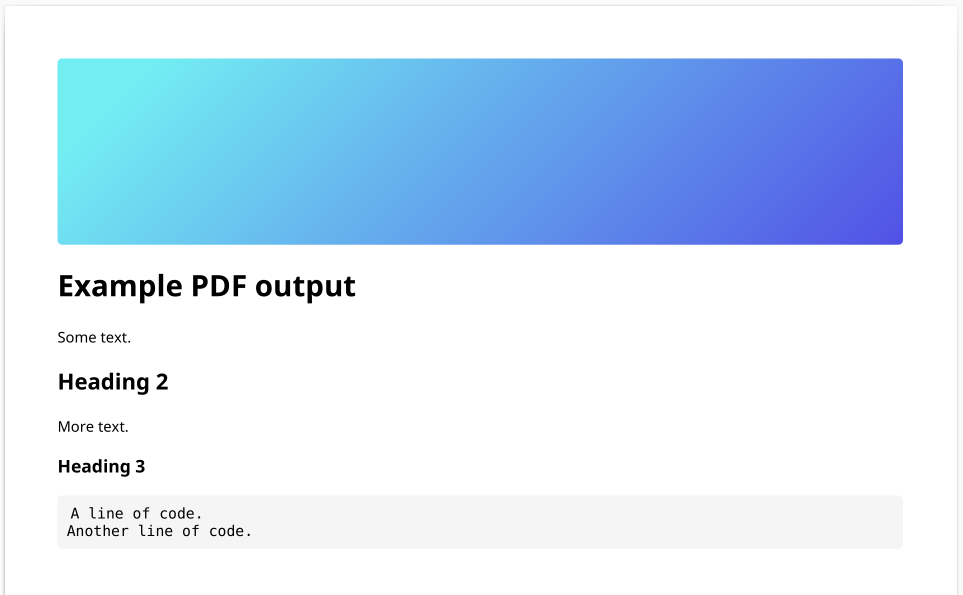 Example PDF output
Some text.
Heading 2
More text.
Heading 3
A line of code.
Another line of code.